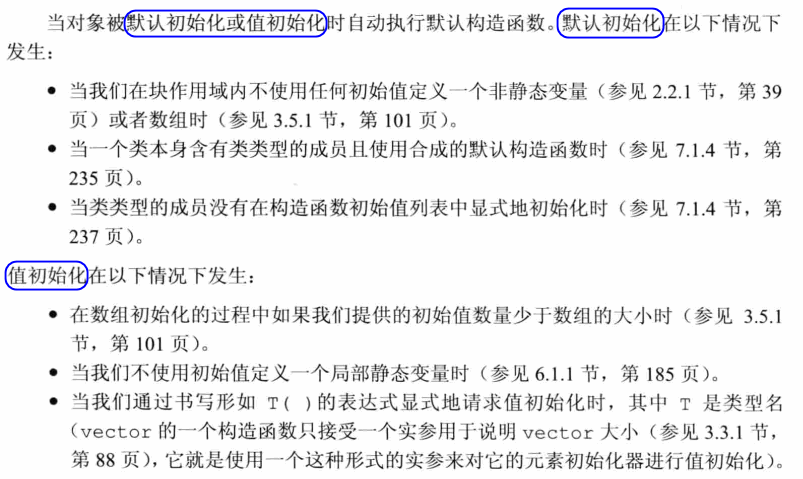 当对象被默认初始化或值初始化时自动执行默认构造函数。默认初始化在以下情况下
发生：
● 当我们在块作用域内不使用任何初始值定义一个非静态变量（参见 2.2.1 节，第 39
页）或者数组时（参见 3.5.1 节，第 101 页）。
● 当一个类本身含有类类型的成员且使用合成的默认构造函数时（参见 7.1.4 节，第
235 页）。
● 当类类型的成员没有在构造函数初始值列表中显式地初始化时（参见 7.1.4 节，第
237 页）。
值初始化在以下情况下发生：
● 在数组初始化的过程中如果我们提供的初始值数量少于数组的大小时（参见 3.5.1
节，第 101 页）。
● 当我们不使用初始值定义一个局部静态变量时（参见 6.1.1 节，第 185 页）。
● 当我们通过书写形如 T( )的表达式显式地请求值初始化时，其中 T 是类型名
（vector 的一个构造函数只接受一个实参用于说明 vector 大小（参见 3.3.1 节，
第 88 页），它就是使用一个这种形式的实参来对它的元素初始化器进行值初始化）。